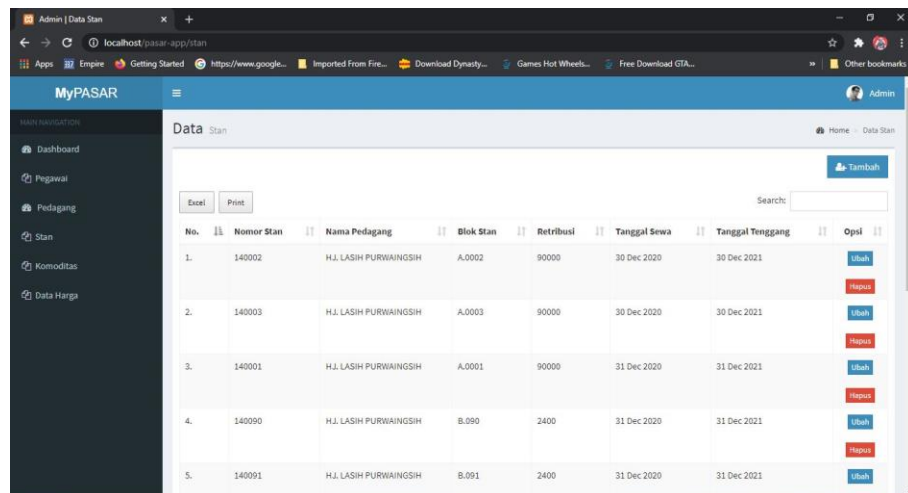 Admin | Data Stan
localhost/pasar-app/stan
Apps Empire Getting Started https://www.google... Imported From Fire... Download Dynasty... Games Hot Wheels... Free Download GTA... » Other bookmarks
MyPASAR Admin
MAIN NAVIGATION
Dashboard
Pegawai
Pedagang
Stan
Komoditas
Data Harga
Data Stan
Home > Data Stan
Tambah
Excel Print Search:
No. Nomor Stan Nama Pedagang Blok Stan Retribusi Tanggal Sewa Tanggal Tenggang Opsi
1. 140002 HJ. LASIH PURWAINGSIH A.0002 90000 30 Dec 2020 30 Dec 2021 Ubah
Hapus
2. 140003 HJ. LASIH PURWAINGSIH A.0003 90000 30 Dec 2020 30 Dec 2021 Ubah
Hapus
3. 140001 HJ. LASIH PURWAINGSIH A.0001 90000 31 Dec 2020 31 Dec 2021 Ubah
Hapus
4. 140090 HJ. LASIH PURWAINGSIH B.090 2400 31 Dec 2020 31 Dec 2021 Ubah
Hapus
5. 140091 HJ. LASIH PURWAINGSIH B.091 2400 31 Dec 2020 31 Dec 2021 Ubah